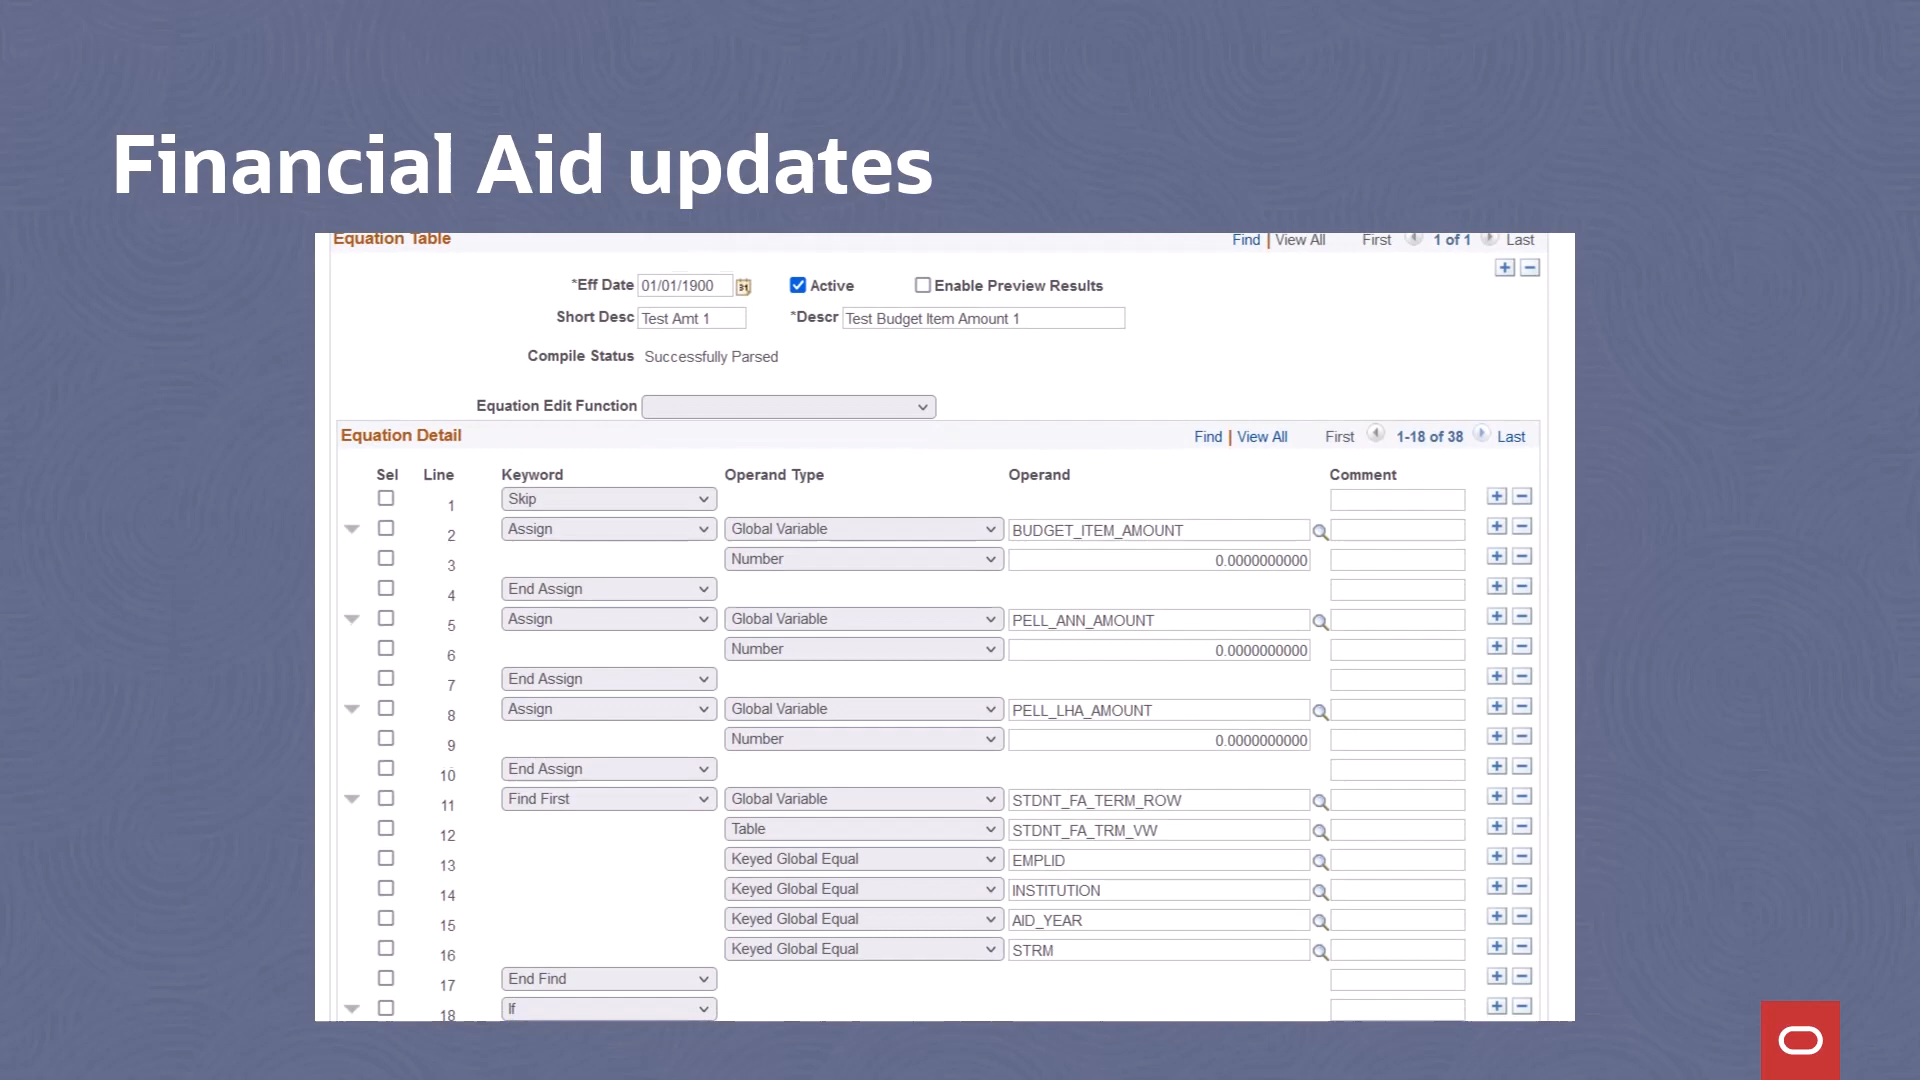 Financial Aid updates
Equation Table Find | View All First 1 of 1 Last
*Eff Date 01/01/1900 31 Active Enable Preview Results
Short Desc Test Amt 1 *Descr Test Budget Item Amount 1
Compile Status Successfully Parsed
Equation Edit Function
Equation Detail Find | View All First 1-18 of 38 Last
Sel Line Keyword Operand Type Operand Comment
1 Skip
2 Assign Global Variable BUDGET_ITEM_AMOUNT
3 Number 0.0000000000
4 End Assign
5 Assign Global Variable PELL_ANN_AMOUNT
6 Number 0.0000000000
7 End Assign
8 Assign Global Variable PELL_LHA_AMOUNT
9 Number 0.0000000000
10 End Assign
11 Find First Global Variable STDNT_FA_TERM_ROW
12 Table STDNT_FA_TRM_VW
13 Keyed Global Equal EMPLID
14 Keyed Global Equal INSTITUTION
15 Keyed Global Equal AID_YEAR
16 Keyed Global Equal STRM
17 End Find
18 If